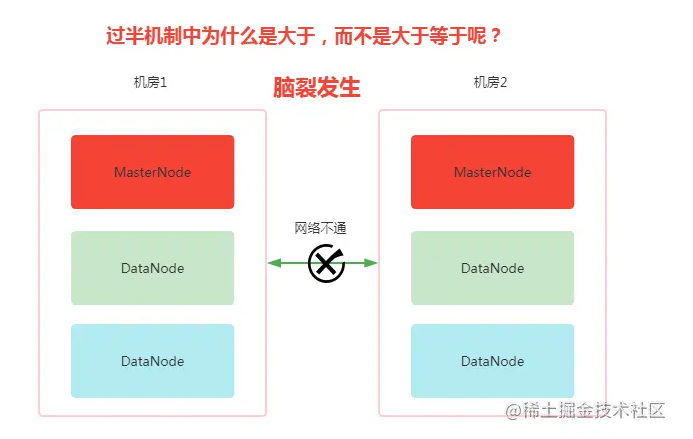 过半机制中为什么是大于，而不是大于等于呢？
脑裂发生
机房1
机房2
MasterNode
MasterNode
网络不通
DataNode
DataNode
DataNode
DataNode
@稀土掘金技术社区